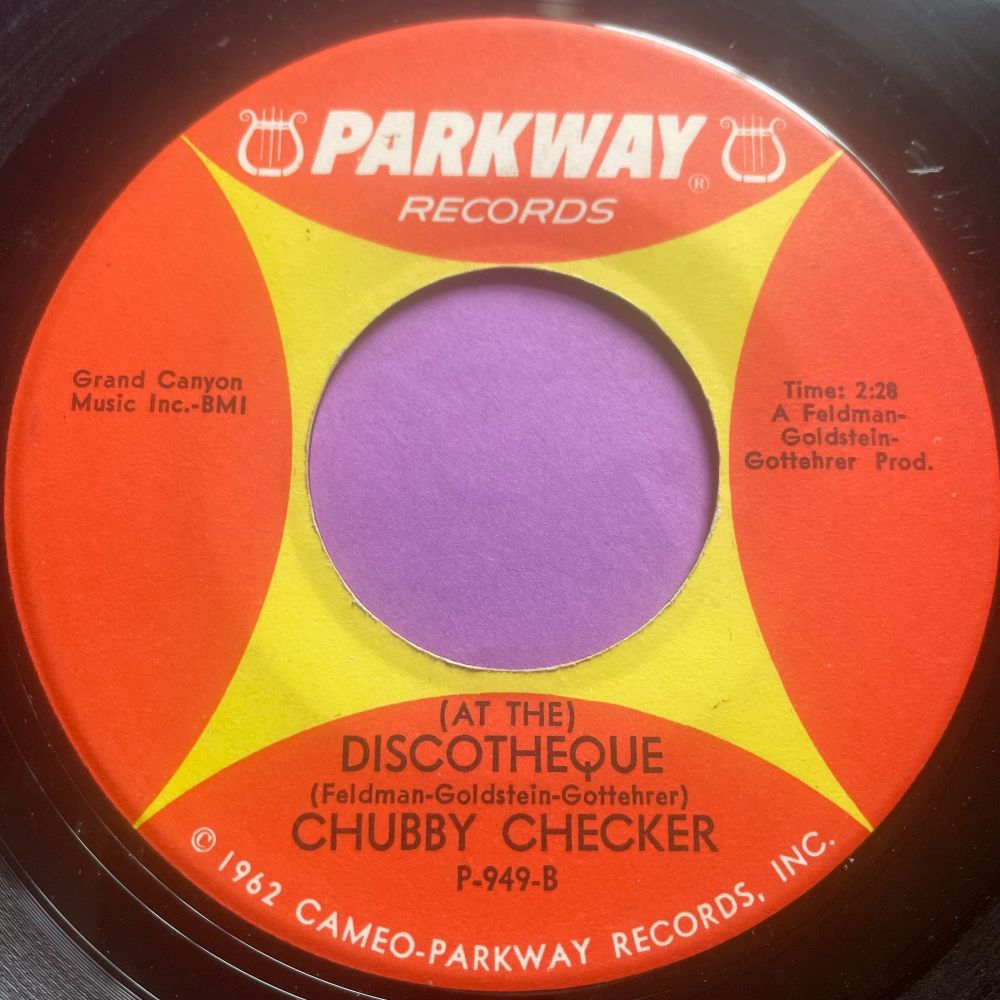 PARKWAY ®
RECORDS
Grand Canyon
Music Inc.-BMI
Time: 2:28
A Feldman-
Goldstein-
Gottehrer Prod.
(AT THE)
DISCOTHEQUE
(Feldman-Goldstein-Gottehrer)
CHUBBY CHECKER
P-949-B
© 1962 CAMEO-PARKWAY RECORDS, INC.